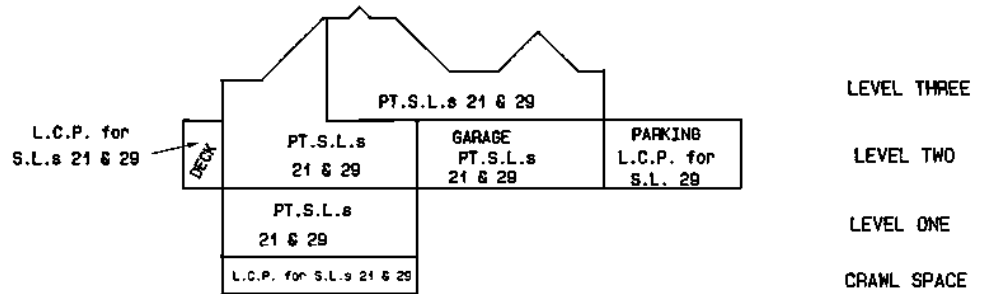 PT.S.L.s 21 & 29
LEVEL THREE
L.C.P. for
S.L.s 21 & 29
DECK
PT.S.L.s
21 & 29
GARAGE
PT.S.L.s
21 & 29
PARKING
L.C.P. for
S.L. 29
LEVEL TWO
PT.S.L.s
21 & 29
LEVEL ONE
L.C.P. for S.L.s 21 & 29
CRAWL SPACE